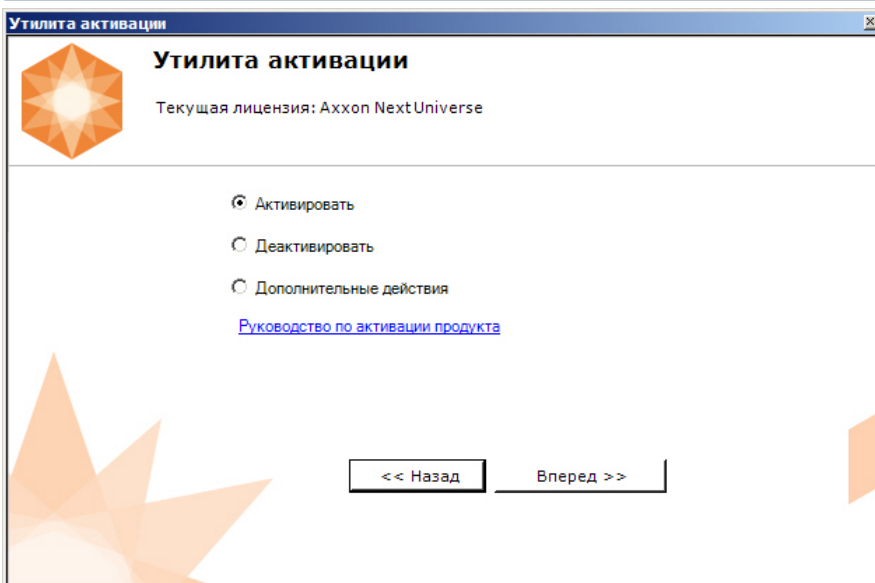 Утилита активации
Утилита активации
Текущая лицензия: Axxon Next Universe
Активировать
Деактивировать
Дополнительные действия
Руководство по активации продукта
<< Назад
Вперед >>